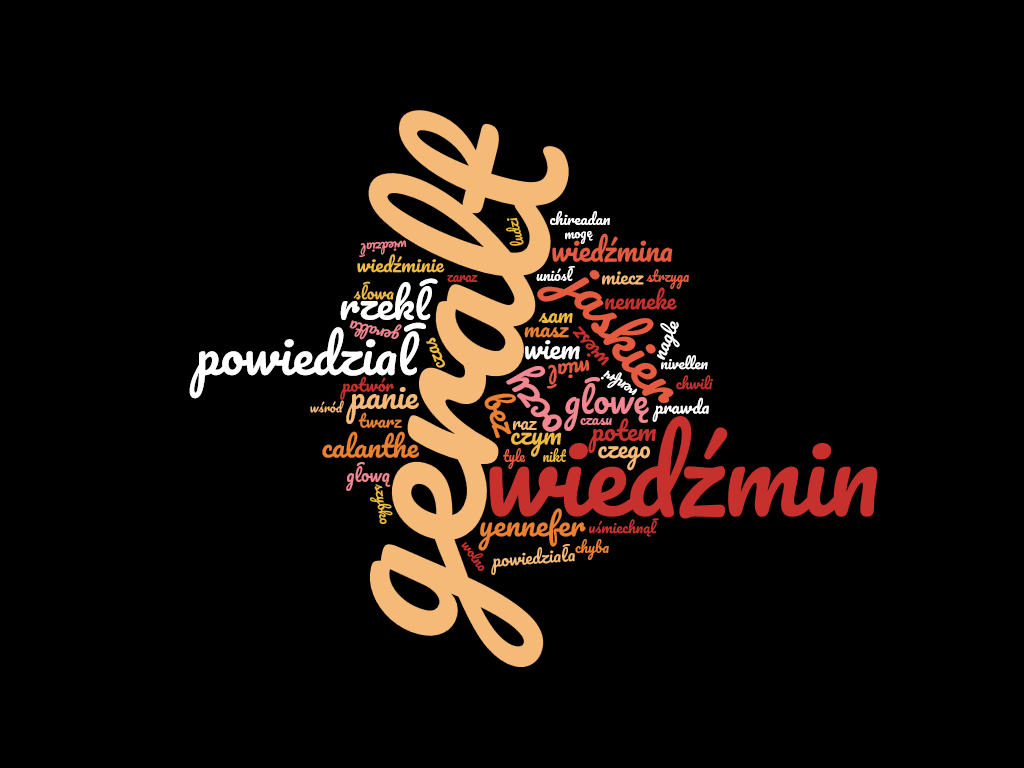 geralt
chireadan
ludzi
mogę
wiedział
wiedźmina
wiedźminie
zaraz
uniósł
miecz
strzyga
słowa
rzekł
jaskier
nenneke
geralta
sam
masz
wiesz
nagle
powiedział
czas
wiem
miał
nivellen
renfri
chwili
potwór
panie
oczy
głowę
prawda
wśród
bez
twarz
raz
czasu
czym
potem
calanthe
tyle
nikt
czego
głową
wiedźmin
szybko
yennefer
uśmiechnął
wolno
powiedziała
chyba